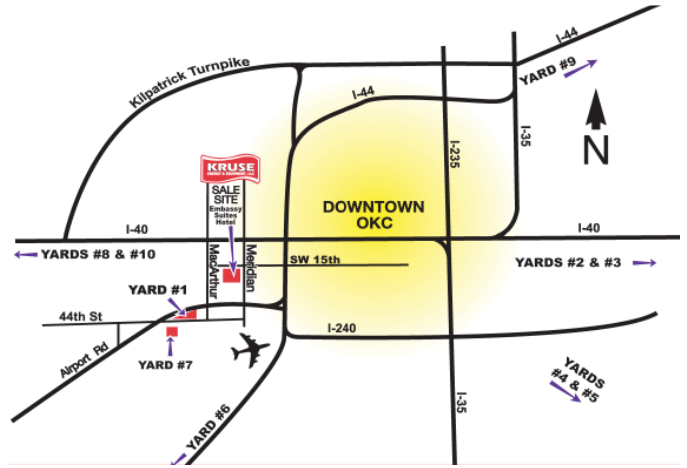 I-44
YARD #9
Kilpatrick Turnpike
I-44
I-35
I-235
N
KRUSE
SALE
SITE
Embassy
Suites
Hotel
DOWNTOWN
OKC
I-40
I-40
YARDS #8 & #10
MacArthur
Meridian
SW 15th
YARDS #2 & #3
YARD #1
44th St
I-240
Airport Rd
YARD #7
YARDS
#4 & #5
I-35
YARD #6